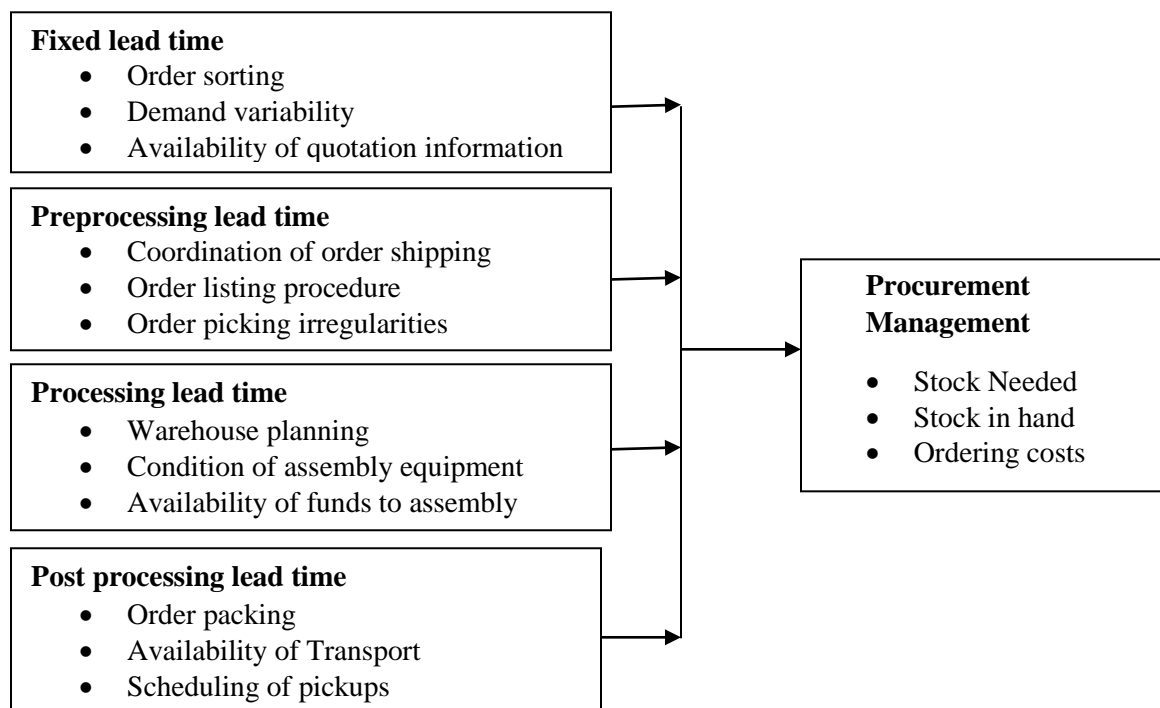 Fixed lead time
• Order sorting
• Demand variability
• Availability of quotation information
Preprocessing lead time
• Coordination of order shipping
• Order listing procedure
• Order picking irregularities
Processing lead time
• Warehouse planning
• Condition of assembly equipment
• Availability of funds to assembly
Post processing lead time
• Order packing
• Availability of Transport
• Scheduling of pickups
Procurement
Management
• Stock Needed
• Stock in hand
• Ordering costs